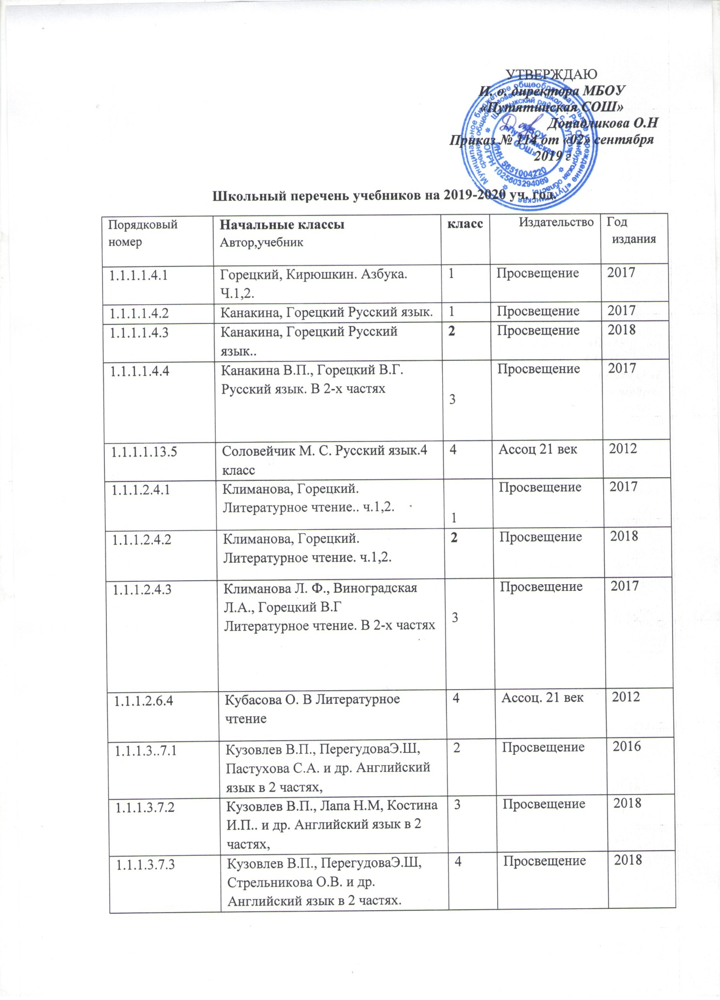 УТВЕРЖДАЮ
И. о. директора МБОУ
«Путятинская СОШ»
Допадликова О.Н
Приказ № 114 от «02» сентября
2019 г
ИНН 5651004220
ОГРН 1025603294089
МБОУ
«Путятинская
СОШ»
Школьный перечень учебников на 2019-2020 уч. год.
Порядковый номер | Начальные классы Автор,учебник | класс | Издательство | Год издания
1.1.1.1.4.1 | Горецкий, Кирюшкин. Азбука. | 1 | Просвещение | 2017
Ч.1,2.
1.1.1.1.4.2 | Канакина, Горецкий Русский язык. | 1 | Просвещение | 2017
1.1.1.1.4.3 | Канакина, Горецкий Русский | 2 | Просвещение | 2018
язык..
1.1.1.1.4.4 | Канакина В.П., Горецкий В.Г. | 3 | Просвещение | 2017
Русский язык. В 2-х частях
1.1.1.1.13.5 | Соловейчик М. С. Русский язык.4 | 4 | Ассоц 21 век | 2012
класс
1.1.1.2.4.1 | Климанова, Горецкий. | 1 | Просвещение | 2017
Литературное чтение.. ч.1,2.
1.1.1.2.4.2 | Климанова, Горецкий. | 2 | Просвещение | 2018
Литературное чтение. ч.1,2.
1.1.1.2.4.3 | Климанова Л. Ф., Виноградская | 3 | Просвещение | 2017
Л.А., Горецкий В.Г
Литературное чтение. В 2-х частях
1.1.1.2.6.4 | Кубасова О. В Литературное | 4 | Ассоц. 21 век | 2012
чтение
1.1.1.3..7.1 | Кузовлев В.П., ПерегудоваЭ.Ш, | 2 | Просвещение | 2016
Пастухова С.А. и др. Английский
язык в 2 частях,
1.1.1.3.7.2 | Кузовлев В.П., Лапа Н.М, Костина | 3 | Просвещение | 2018
И.П.. и др. Английский язык в 2
частях,
1.1.1.3.7.3 | Кузовлев В.П., ПерегудоваЭ.Ш, | 4 | Просвещение | 2018
Стрельникова О.В. и др.
Английский язык в 2 частях.